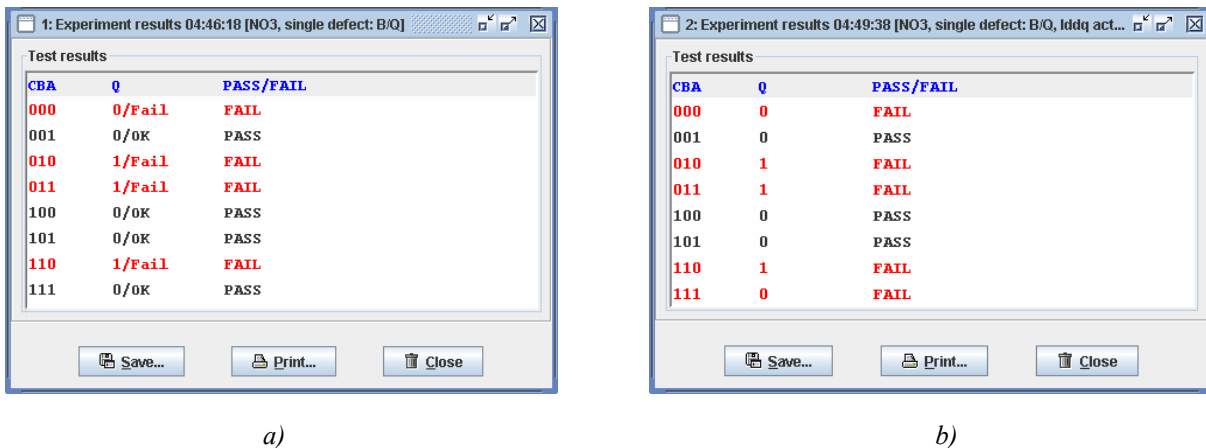 1: Experiment results 04:46:18 [NO3, single defect: B/Q]
Test results
CBA Q PASS/FAIL
000 0/Fail FAIL
001 0/OK PASS
010 1/Fail FAIL
011 1/Fail FAIL
100 0/OK PASS
101 0/OK PASS
110 1/Fail FAIL
111 0/OK PASS
Save... Print... Close
a)
2: Experiment results 04:49:38 [NO3, single defect: B/Q, Iddq act...
Test results
CBA Q PASS/FAIL
000 0 FAIL
001 0 PASS
010 1 FAIL
011 1 FAIL
100 0 PASS
101 0 PASS
110 1 FAIL
111 0 FAIL
Save... Print... Close
b)